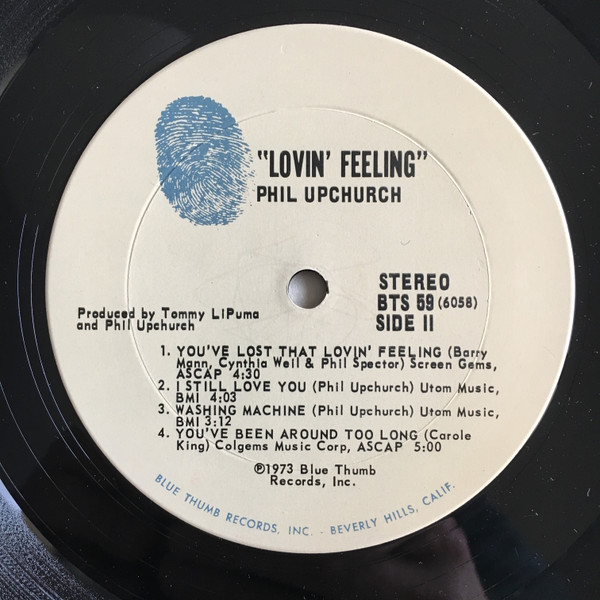 "LOVIN' FEELING"
PHIL UPCHURCH
STEREO
BTS 59 (6058)
SIDE II
Produced by Tommy LiPuma
and Phil Upchurch
1. YOU'VE LOST THAT LOVIN' FEELING (Barry
Mann, Cynthia Weil & Phil Spector) Screen Gems,
ASCAP 4:30
2. I STILL LOVE YOU (Phil Upchurch) Utom Music,
BMI 4:03
3. WASHING MACHINE (Phil Upchurch) Utom Music,
BMI 3:12
4. YOU'VE BEEN AROUND TOO LONG (Carole
King) Colgems Music Corp, ASCAP 5:00
℗1973 Blue Thumb
Records, Inc.
BLUE THUMB RECORDS, INC. - BEVERLY HILLS, CALIF.